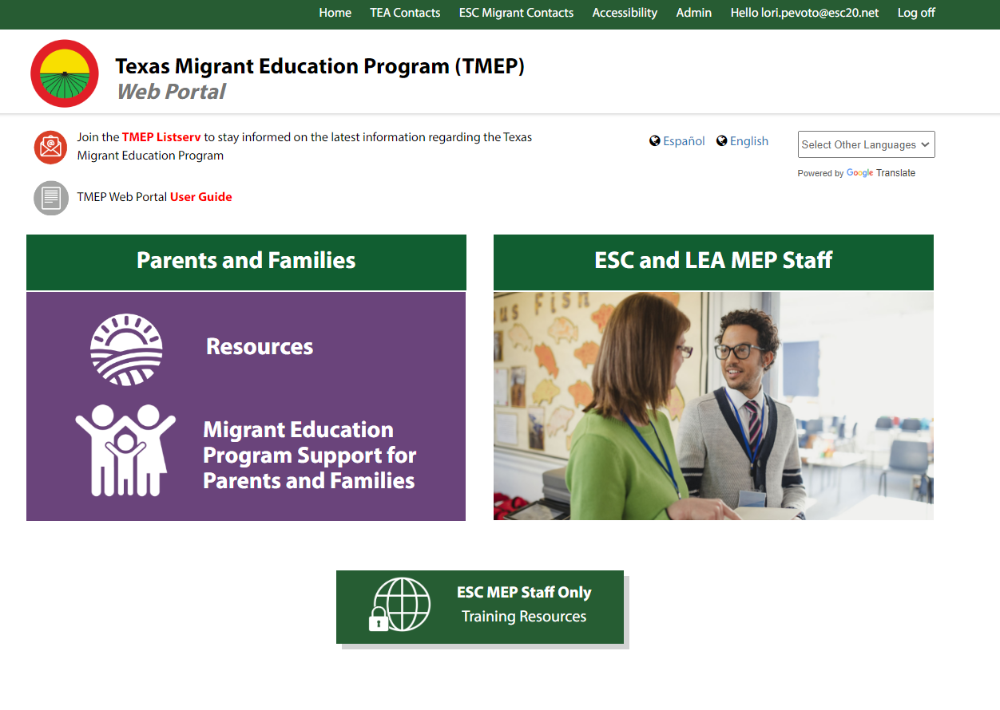 Home TEA Contacts ESC Migrant Contacts Accessibility Admin Hello lori.pevoto@esc20.net Log off
Texas Migrant Education Program (TMEP)
Web Portal
Join the TMEP Listserv to stay informed on the latest information regarding the Texas
Migrant Education Program
Español English
Select Other Languages
Powered by Google Translate
TMEP Web Portal User Guide
Parents and Families
Resources
Migrant Education
Program Support for
Parents and Families
ESC and LEA MEP Staff
us Fish
ESC MEP Staff Only
Training Resources